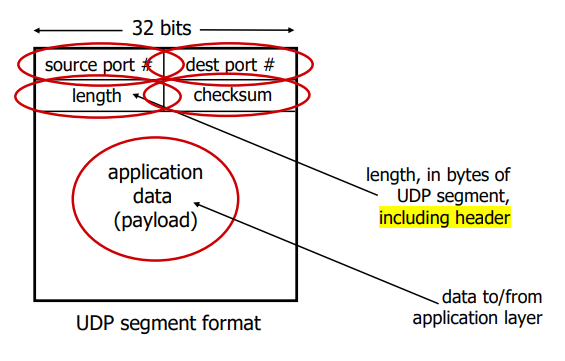 32 bits
source port #
dest port #
length
checksum
application
data
(payload)
length, in bytes of
UDP segment,
including header
data to/from
application layer
UDP segment format